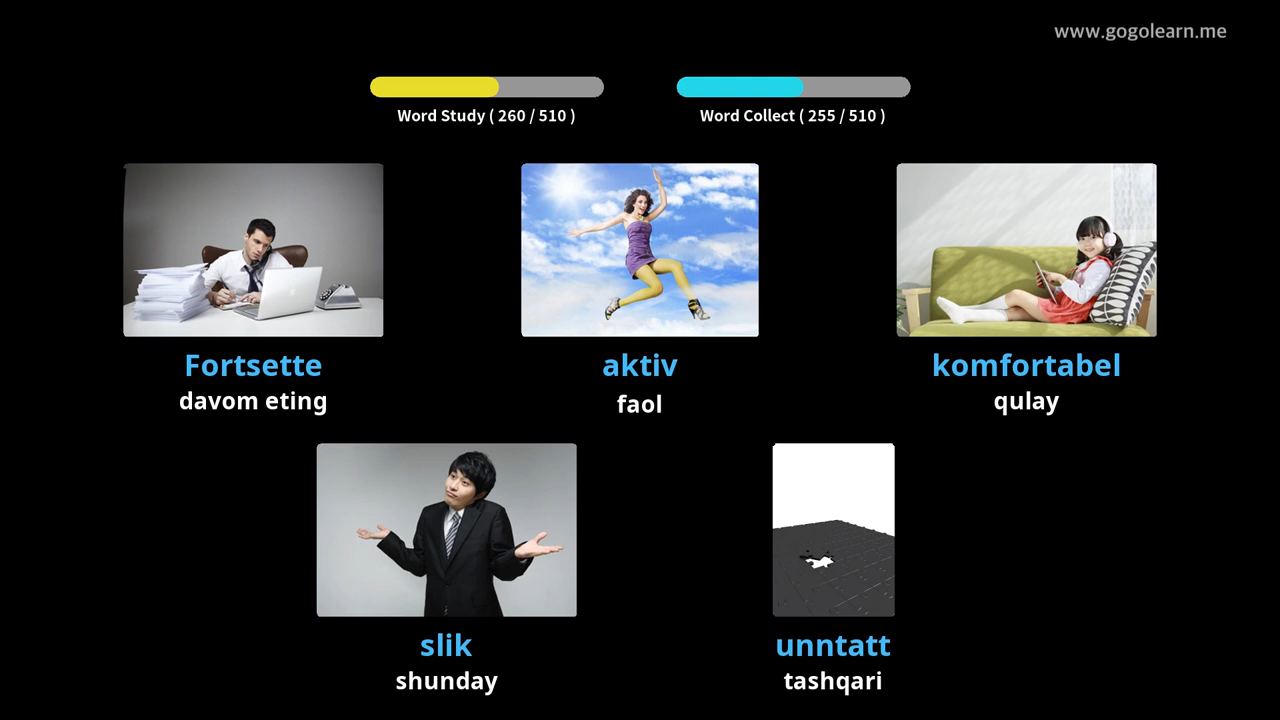 www.gogolearn.me
Word Study ( 260 / 510 )
Word Collect ( 255 / 510 )
Fortsette
davom eting
aktiv
faol
komfortabel
qulay
slik
shunday
unntatt
tashqari